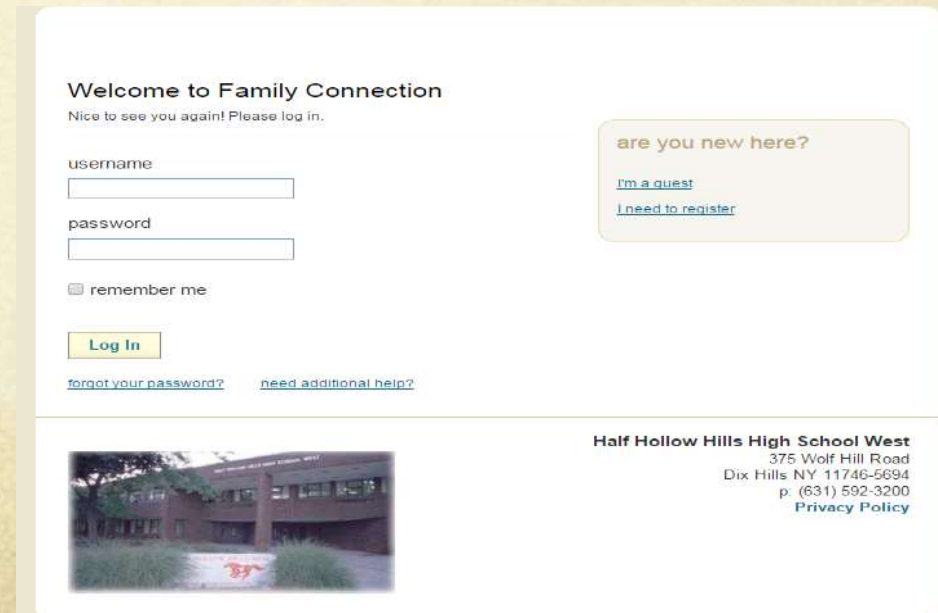 Welcome to Family Connection
Nice to see you again! Please log in.
username
password
remember me
Log In
forgot your password? need additional help?
are you new here?
I'm a guest
I need to register
Half Hollow Hills High School West
375 Wolf Hill Road
Dix Hills NY 11746-5694
p: (631) 592-3200
Privacy Policy